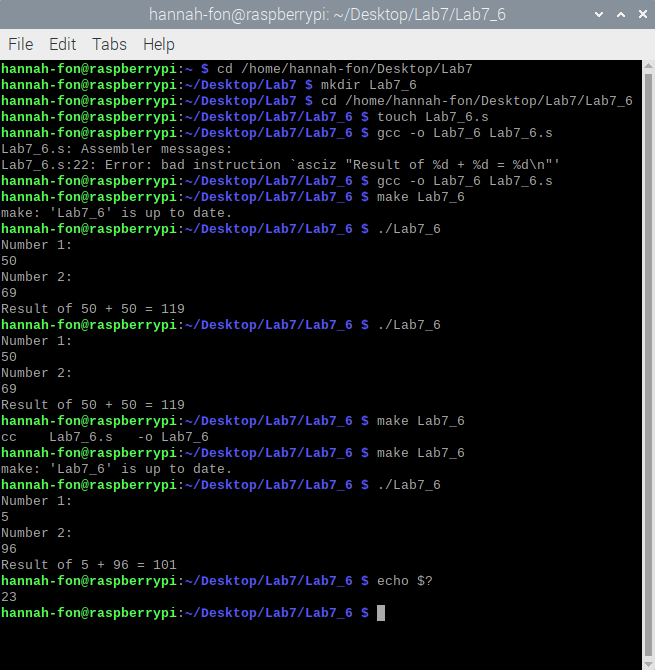 hannah-fon@raspberrypi: ~/Desktop/Lab7/Lab7_6
File Edit Tabs Help
hannah-fon@raspberrypi:~ $ cd /home/hannah-fon/Desktop/Lab7
hannah-fon@raspberrypi:~/Desktop/Lab7 $ mkdir Lab7_6
hannah-fon@raspberrypi:~/Desktop/Lab7 $ cd /home/hannah-fon/Desktop/Lab7/Lab7_6
hannah-fon@raspberrypi:~/Desktop/Lab7/Lab7_6 $ touch Lab7_6.s
hannah-fon@raspberrypi:~/Desktop/Lab7/Lab7_6 $ gcc -o Lab7_6 Lab7_6.s
Lab7_6.s: Assembler messages:
Lab7_6.s:22: Error: bad instruction `asciz "Result of %d + %d = %d\n"'
hannah-fon@raspberrypi:~/Desktop/Lab7/Lab7_6 $ gcc -o Lab7_6 Lab7_6.s
hannah-fon@raspberrypi:~/Desktop/Lab7/Lab7_6 $ make Lab7_6
make: 'Lab7_6' is up to date.
hannah-fon@raspberrypi:~/Desktop/Lab7/Lab7_6 $ ./Lab7_6
Number 1:
50
Number 2:
69
Result of 50 + 50 = 119
hannah-fon@raspberrypi:~/Desktop/Lab7/Lab7_6 $ ./Lab7_6
Number 1:
50
Number 2:
69
Result of 50 + 50 = 119
hannah-fon@raspberrypi:~/Desktop/Lab7/Lab7_6 $ make Lab7_6
cc    Lab7_6.s   -o Lab7_6
hannah-fon@raspberrypi:~/Desktop/Lab7/Lab7_6 $ make Lab7_6
make: 'Lab7_6' is up to date.
hannah-fon@raspberrypi:~/Desktop/Lab7/Lab7_6 $ ./Lab7_6
Number 1:
5
Number 2:
96
Result of 5 + 96 = 101
hannah-fon@raspberrypi:~/Desktop/Lab7/Lab7_6 $ echo $?
23
hannah-fon@raspberrypi:~/Desktop/Lab7/Lab7_6 $